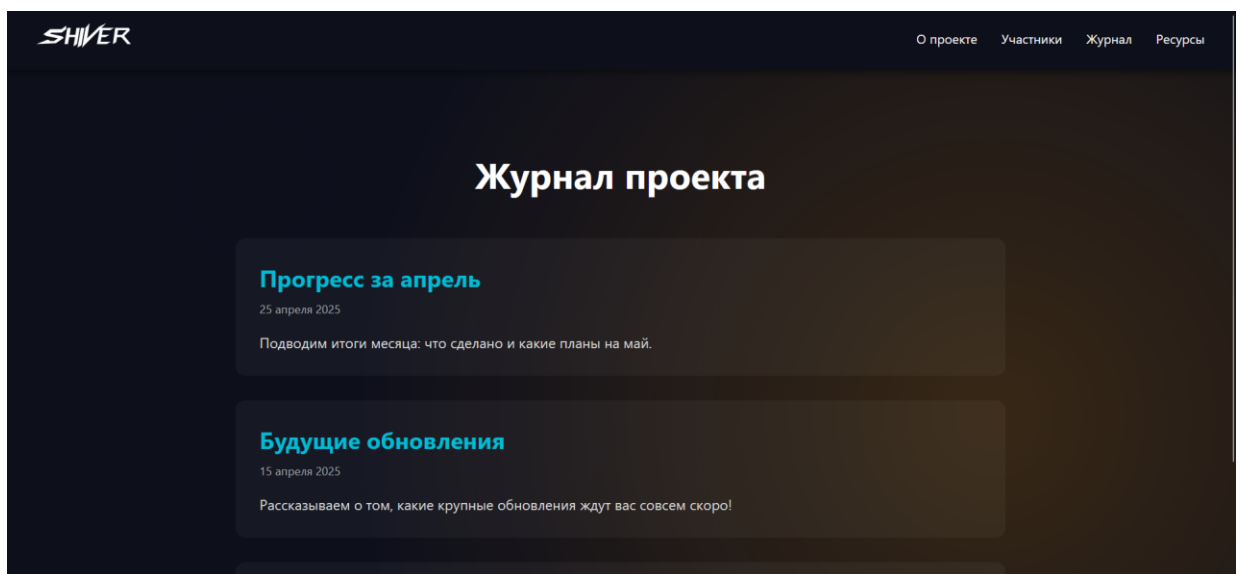 SHIVER
О проекте Участники Журнал Ресурсы
Журнал проекта
Прогресс за апрель
25 апреля 2025
Подводим итоги месяца: что сделано и какие планы на май.
Будущие обновления
15 апреля 2025
Рассказываем о том, какие крупные обновления ждут вас совсем скоро!